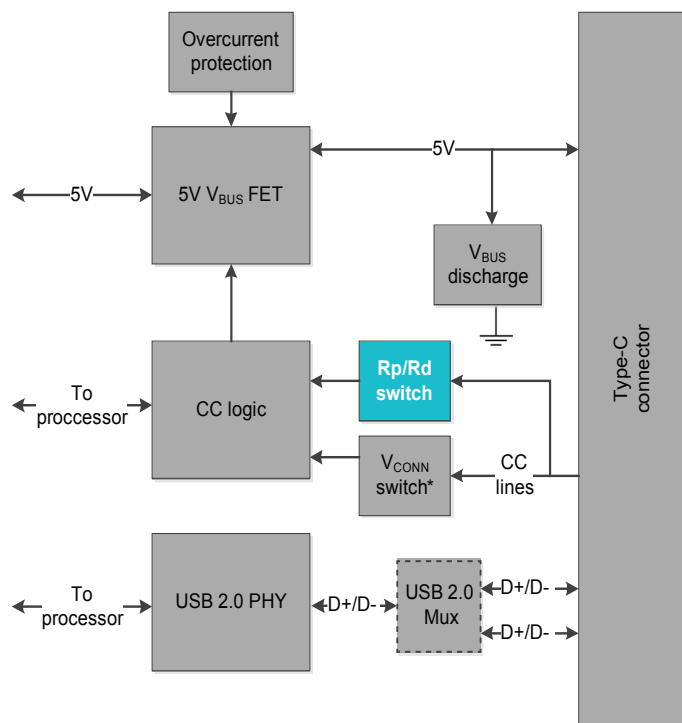 Overcurrent
protection
5V
5V VBUS FET
5V
VBUS
discharge
Type-C
connector
To
proccessor
CC logic
Rp/Rd
switch
VCONN
switch*
CC
lines
To
processor
USB 2.0 PHY
D+/D-
USB 2.0
Mux
D+/D-
D+/D-